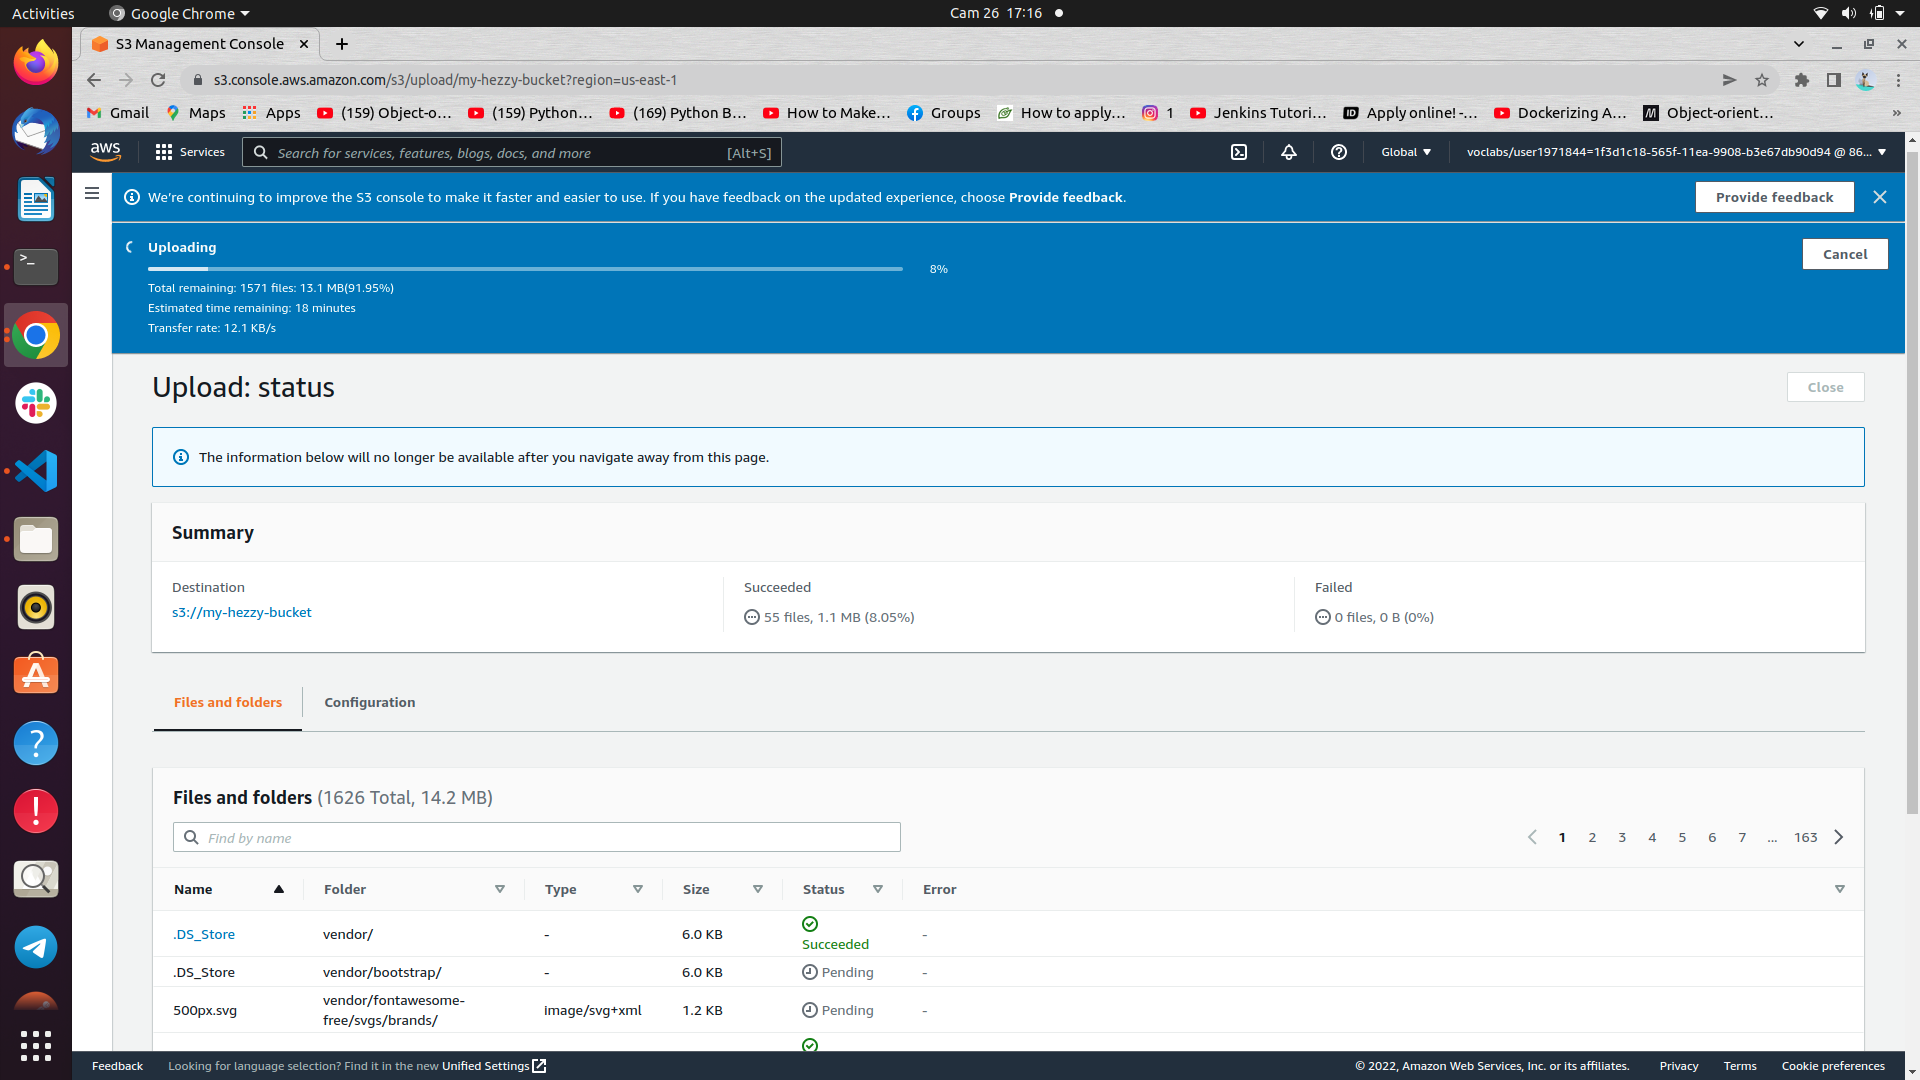 Activities
Google Chrome
Cam 26 17:16
S3 Management Console
s3.console.aws.amazon.com/s3/upload/my-hezzy-bucket?region=us-east-1
Gmail
Maps
Apps
(159) Object-o...
(159) Python...
(169) Python B...
How to Make...
Groups
How to apply...
1
Jenkins Tutori...
Apply online! -...
Dockerizing A...
Object-orient...
aws
Services
Search for services, features, blogs, docs, and more
[Alt+S]
Global
voclabs/user1971844=1f3d1c18-565f-11ea-9908-b3e67db90d94 @ 86...
We're continuing to improve the S3 console to make it faster and easier to use. If you have feedback on the updated experience, choose Provide feedback.
Provide feedback
Uploading
8%
Cancel
Total remaining: 1571 files: 13.1 MB(91.95%)
Estimated time remaining: 18 minutes
Transfer rate: 12.1 KB/s
Upload: status
Close
The information below will no longer be available after you navigate away from this page.
Summary
Destination
s3://my-hezzy-bucket
Succeeded
55 files, 1.1 MB (8.05%)
Failed
0 files, 0 B (0%)
Files and folders
Configuration
Files and folders (1626 Total, 14.2 MB)
Find by name
1 2 3 4 5 6 7 ... 163
Name Folder Type Size Status Error
.DS_Store vendor/ - 6.0 KB Succeeded -
.DS_Store vendor/bootstrap/ - 6.0 KB Pending -
500px.svg vendor/fontawesome-free/svgs/brands/ image/svg+xml 1.2 KB Pending -
Feedback
Looking for language selection? Find it in the new Unified Settings
© 2022, Amazon Web Services, Inc. or its affiliates.
Privacy
Terms
Cookie preferences